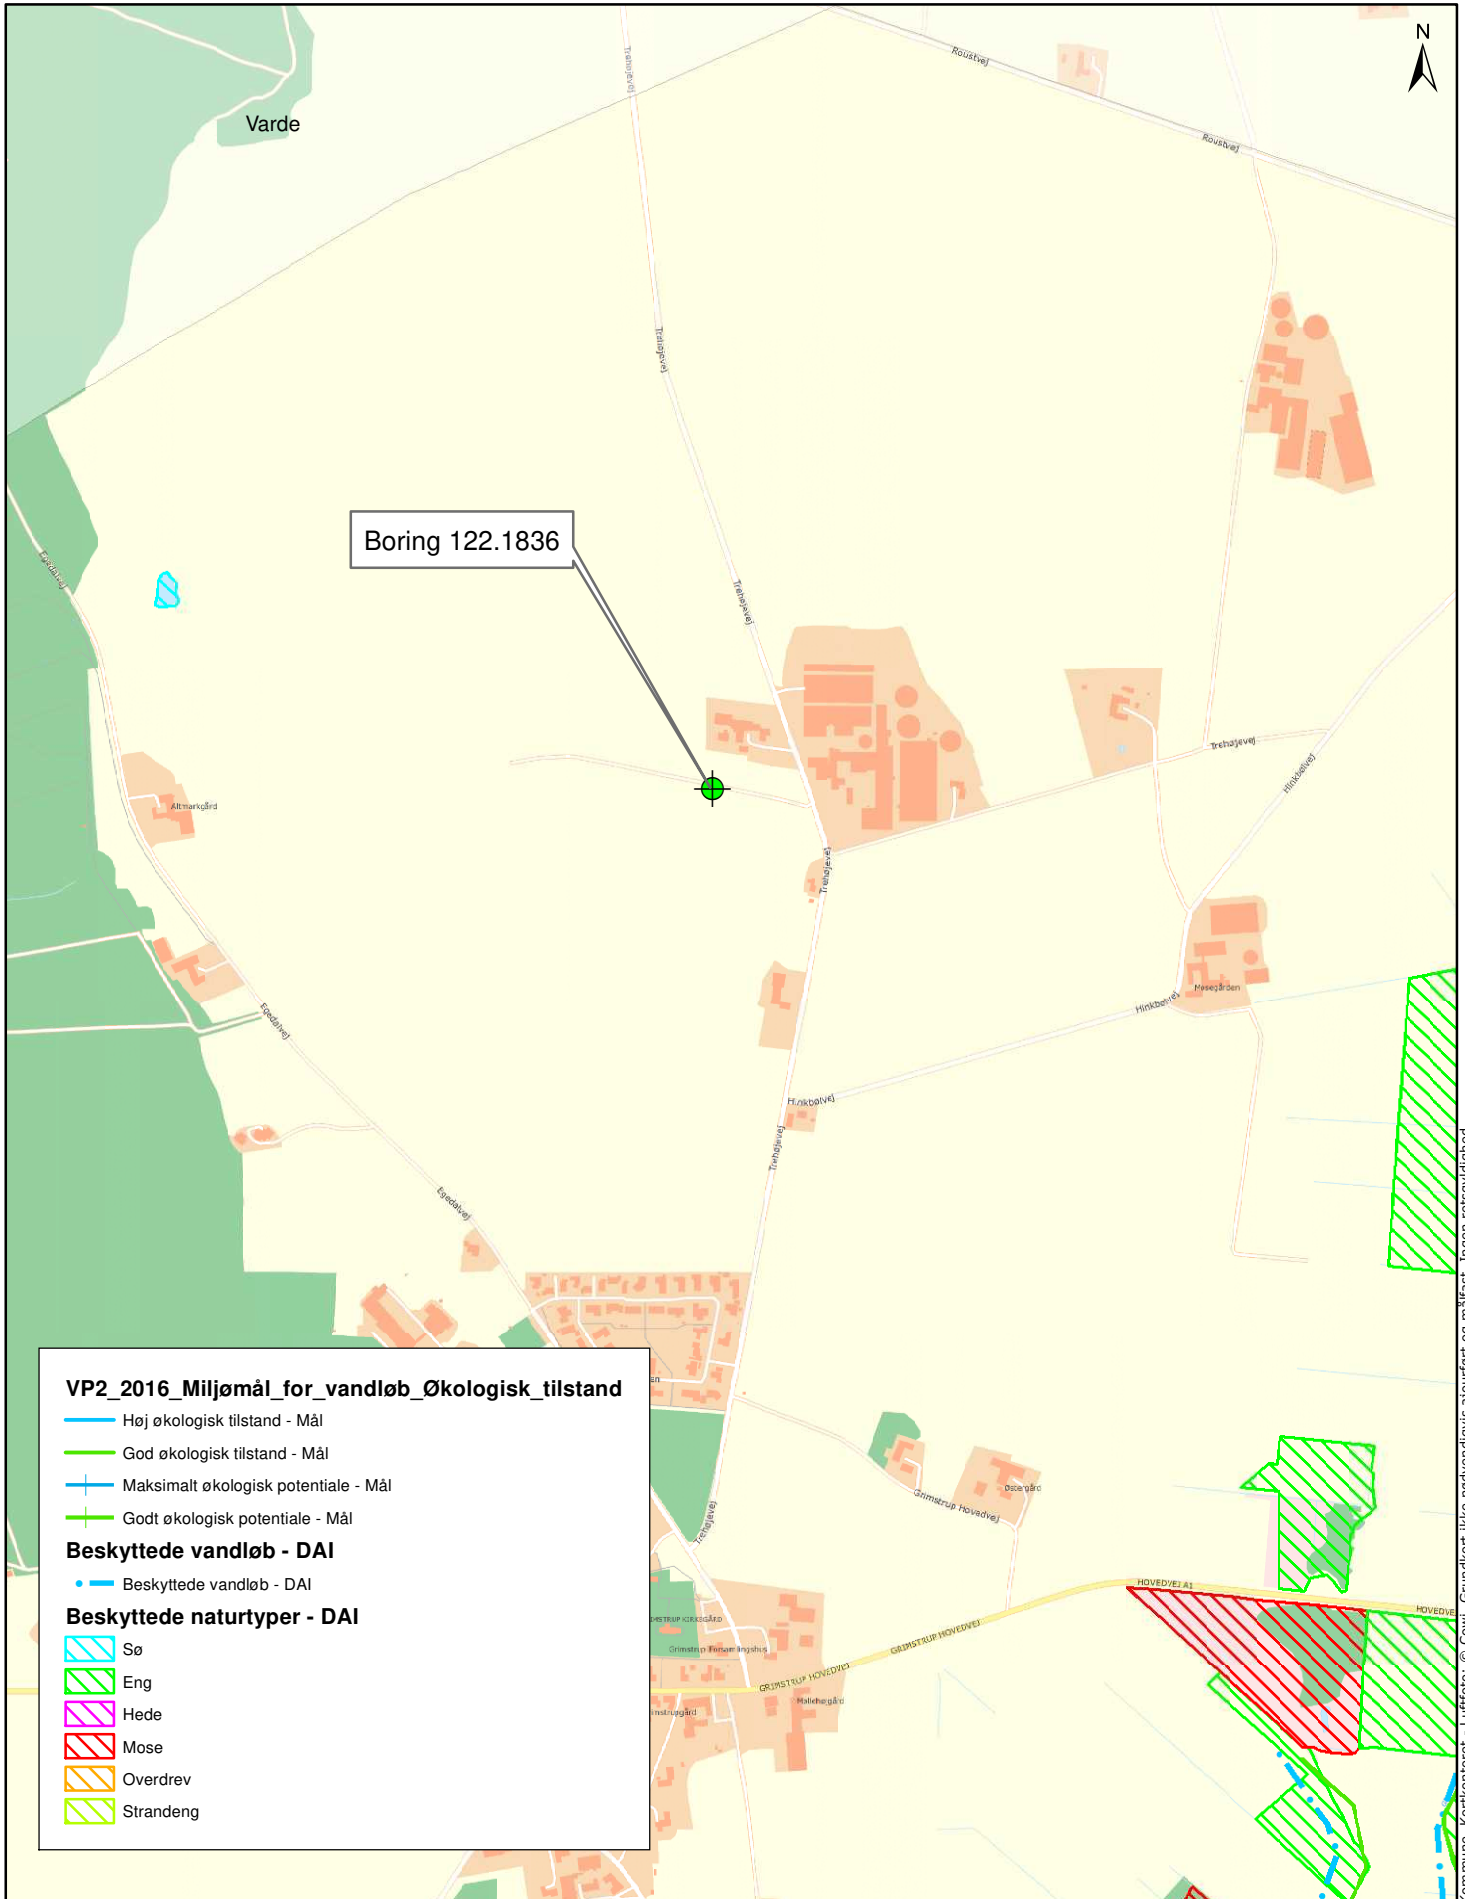 N
Roustvej
Trehøjevej
Varde
Roustvej
Trehøjevej
Boring 122.1836
Egedalvej
Trehøjevej
Trehøjevej
Hinkbølvej
Altmarkgård
Trehøjevej
Mosegården
Hinkbølvej
Egedalvej
Hinkbølvej
Trehøjevej
Egedalvej
Østergård
Grimstrup Hovedvej
Trehøjevej
HOVEDVEJ A1
HOVEDVE
Grimstrup Forsamlingshus
GRIMSTRUP HOVEDVEJ
GRIMSTRUP HOVEDVEJ
VP2_2016_Miljømål_for_vandløb_Økologisk_tilstand
Høj økologisk tilstand - Mål
God økologisk tilstand - Mål
Maksimalt økologisk potentiale - Mål
Godt økologisk potentiale - Mål
Beskyttede vandløb - DAI
Beskyttede vandløb - DAI
Beskyttede naturtyper - DAI
Sø
Eng
Hede
Mose
Overdrev
Strandeng